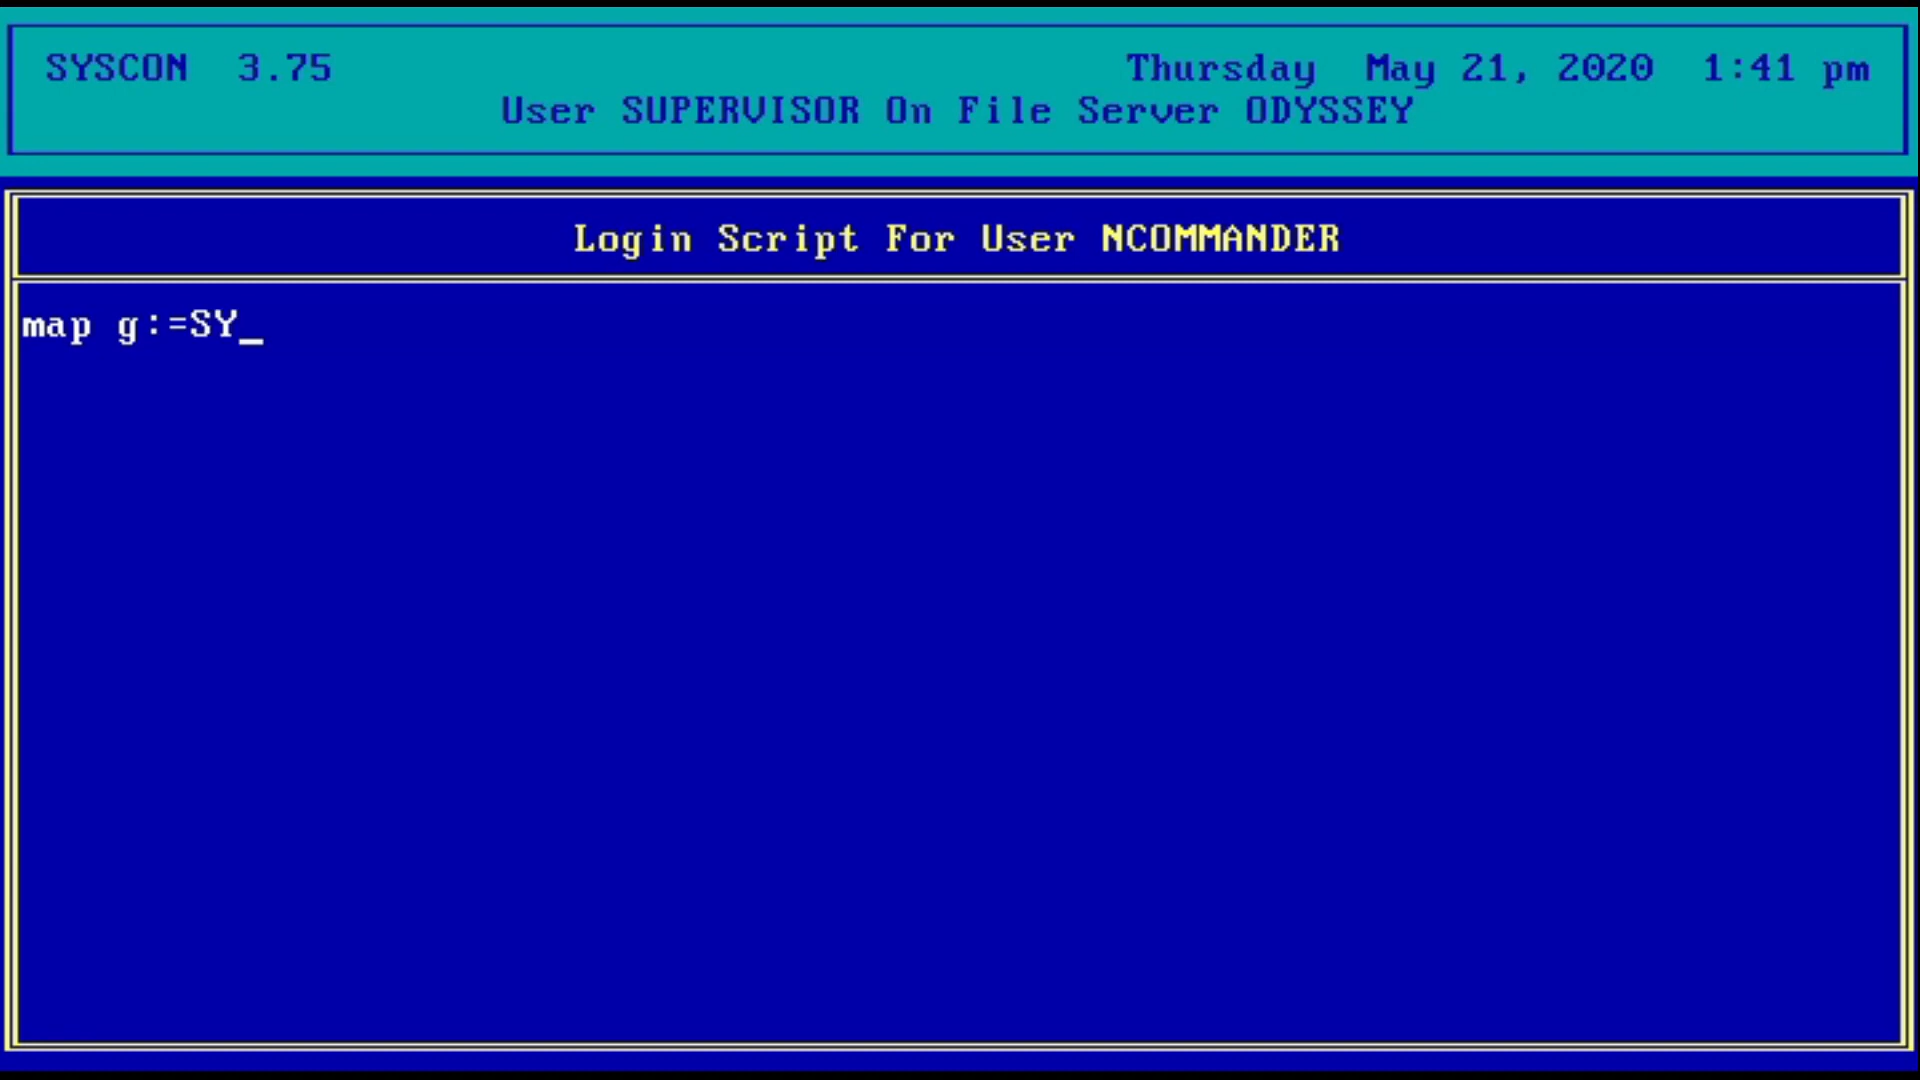 SYSCON  3.75 Thursday  May 21, 2020  1:41 pm
User SUPERVISOR On File Server ODYSSEY
Login Script For User NCOMMANDER
map g:=SY_